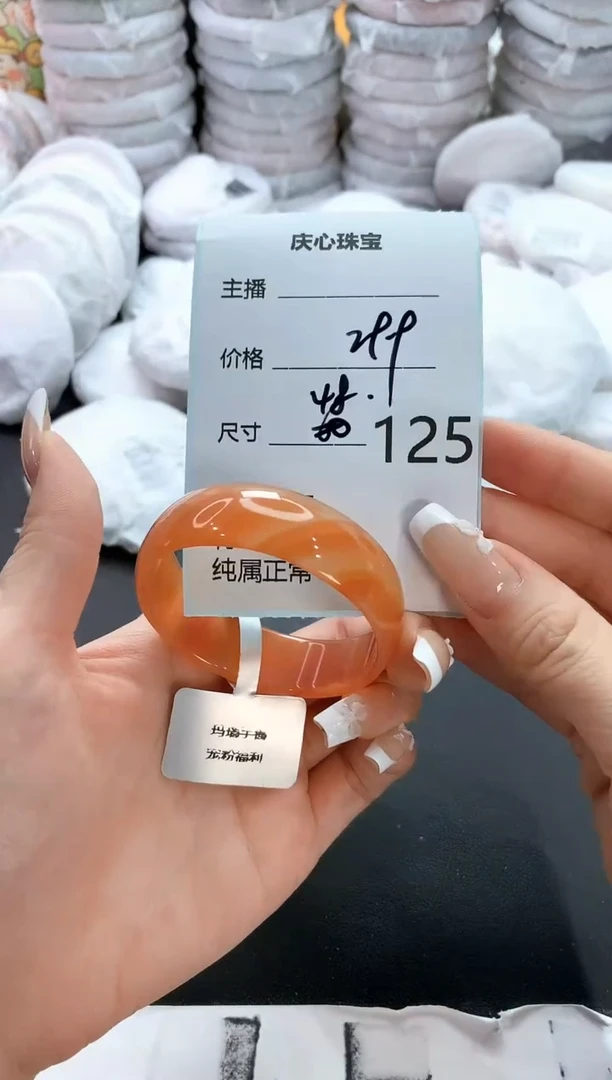 庆心珠宝
主播
价格
尺寸
125
纯属正常
玛瑙手镯
宠粉福利